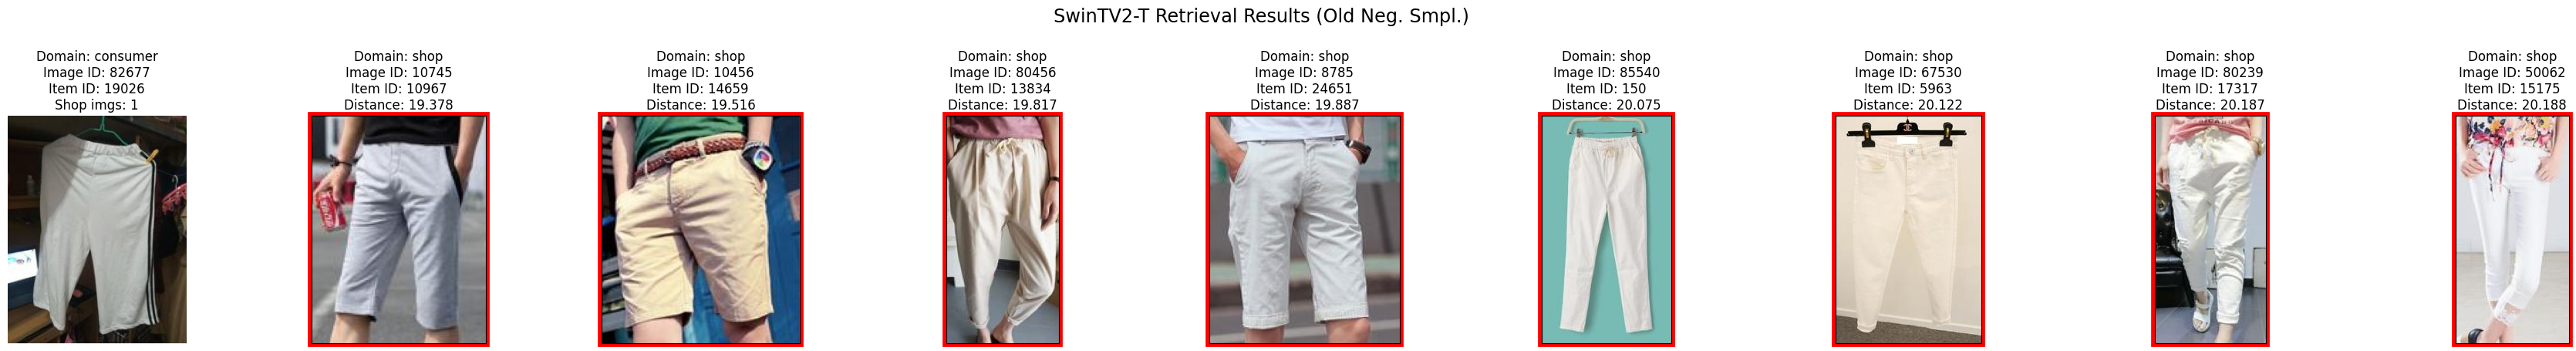 SwinTV2-T Retrieval Results (Old Neg. Smpl.)
Domain: consumer
Image ID: 82677
Item ID: 19026
Shop imgs: 1
Domain: shop
Image ID: 10745
Item ID: 10967
Distance: 19.378
Domain: shop
Image ID: 10456
Item ID: 14659
Distance: 19.516
Domain: shop
Image ID: 80456
Item ID: 13834
Distance: 19.817
Domain: shop
Image ID: 8785
Item ID: 24651
Distance: 19.887
Domain: shop
Image ID: 85540
Item ID: 150
Distance: 20.075
Domain: shop
Image ID: 67530
Item ID: 5963
Distance: 20.122
Domain: shop
Image ID: 80239
Item ID: 17317
Distance: 20.187
Domain: shop
Image ID: 50062
Item ID: 15175
Distance: 20.188